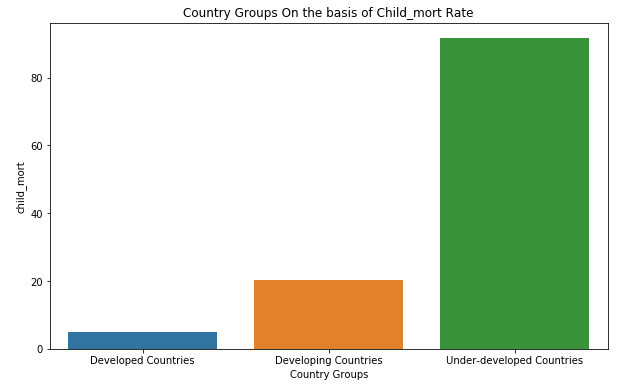 Country Groups On the basis of Child_mort Rate
child_mort
80
60
40
20
0
Developed Countries
Developing Countries
Under-developed Countries
Country Groups